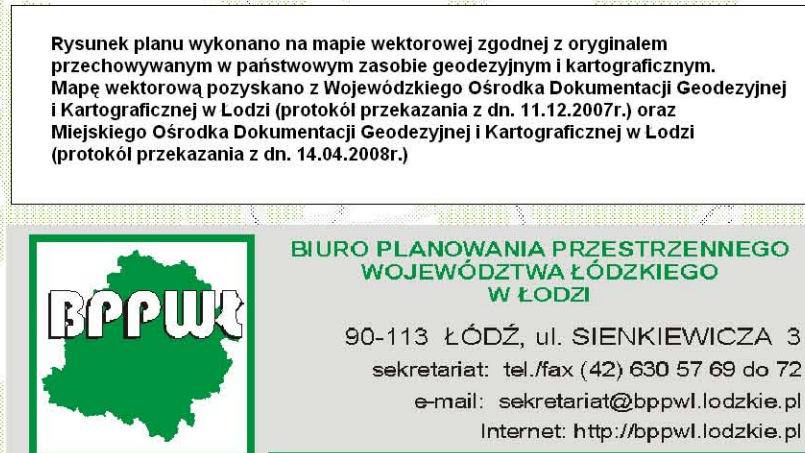 Rysunek planu wykonano na mapie wektorowej zgodnej z oryginałem
przechowywanym w państwowym zasobie geodezyjnym i kartograficznym.
Mapę wektorową pozyskano z Wojewódzkiego Ośrodka Dokumentacji Geodezyjnej
i Kartograficznej w Łodzi (protokół przekazania z dn. 11.12.2007r.) oraz
Miejskiego Ośrodka Dokumentacji Geodezyjnej i Kartograficznej w Łodzi
(protokół przekazania z dn. 14.04.2008r.)
BPPWŁ
BIURO PLANOWANIA PRZESTRZENNEGO
WOJEWÓDZTWA ŁÓDZKIEGO
W ŁODZI
90-113 ŁÓDŹ, ul. SIENKIEWICZA 3
sekretariat: tel./fax (42) 630 57 69 do 72
e-mail: sekretariat@bppwl.lodzkie.pl
Internet: http://bppwl.lodzkie.pl